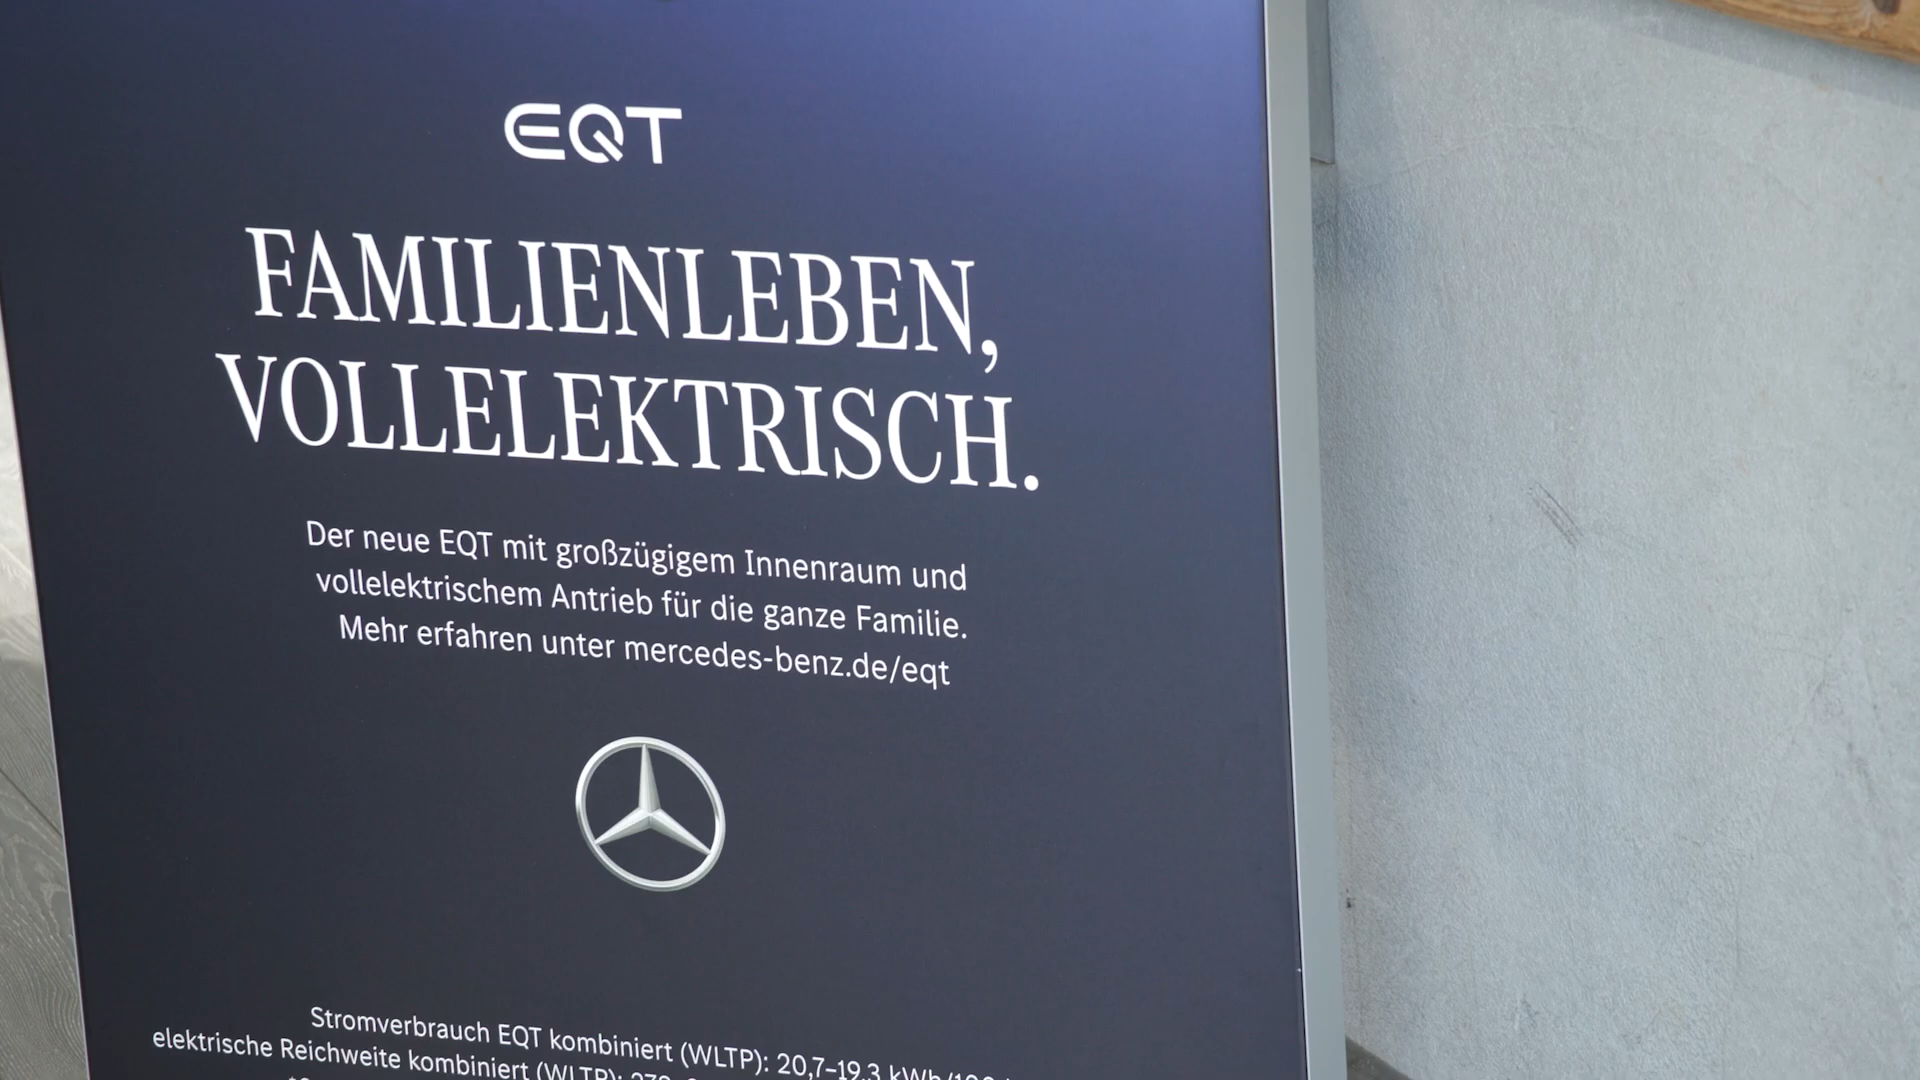 EQT
FAMILIENLEBEN,
VOLLELEKTRISCH.
Der neue EQT mit großzügigem Innenraum und
vollelektrischem Antrieb für die ganze Familie.
Mehr erfahren unter mercedes-benz.de/eqt
Stromverbrauch EQT kombiniert (WLTP): 20,7–19,3
elektrische Reichweite kombiniert (WLTP):